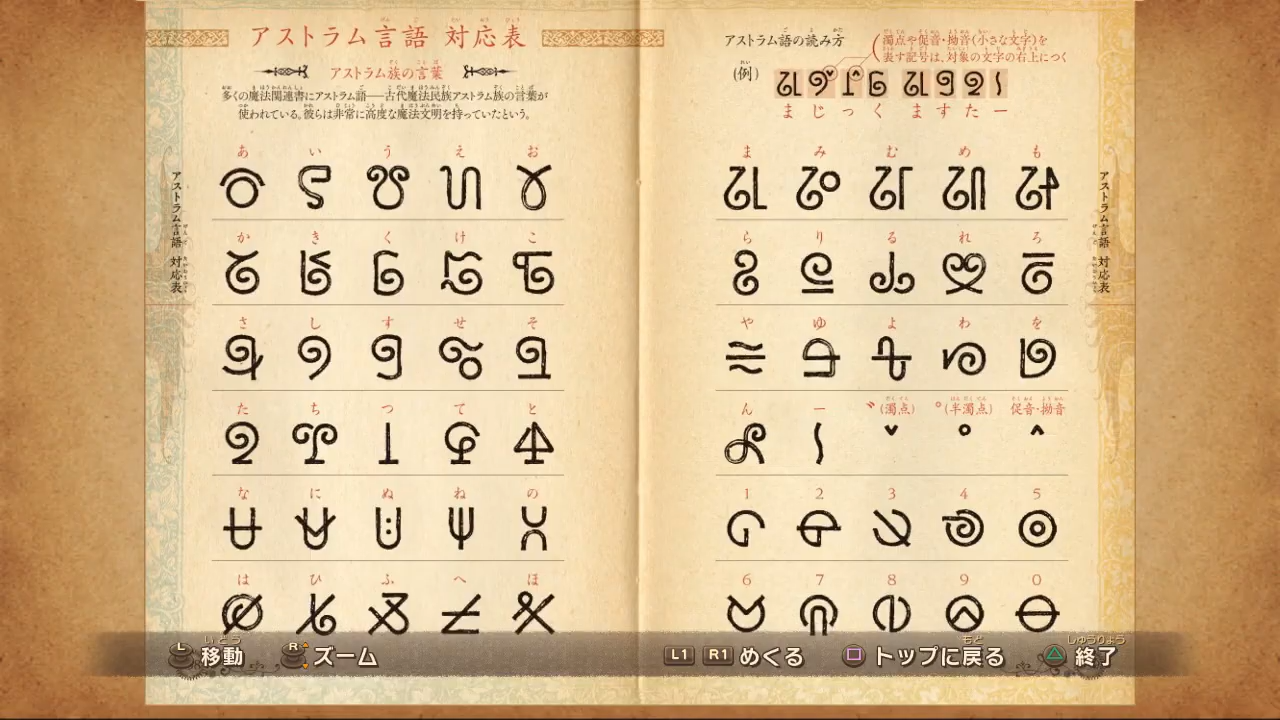 アストラム言語 対応表
アストラム族の言葉
多くの魔法関連書にアストラム語──古代魔法民族アストラム族の言葉が
使われている。彼らは非常に高度な魔法文明を持っていたという。
あ い う え お
か き く け こ
さ し す せ そ
た ち つ て と
な に ぬ ね の
は ひ ふ へ ほ
アストラム言語 対応表
アストラム語の読み方
(濁点や促音・拗音(小さな文字)を
表す記号は、対象の文字の右上につく
(例)
まじっく ますたー
ま み む め も
ら り る れ ろ
や ゆ よ わ を
ん ー ゛(濁点) ゜(半濁点) 促音・拗音
1 2 3 4 5
6 7 8 9 0
アストラム言語 対応表
L 移動 R ズーム L1 R1 めくる トップに戻る 終了